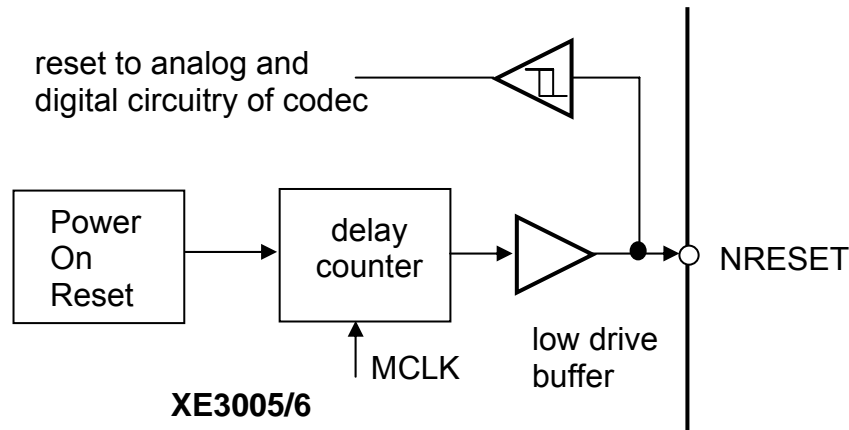 reset to analog and
digital circuitry of codec
Power
On
Reset
delay
counter
NRESET
low drive
buffer
MCLK
XE3005/6